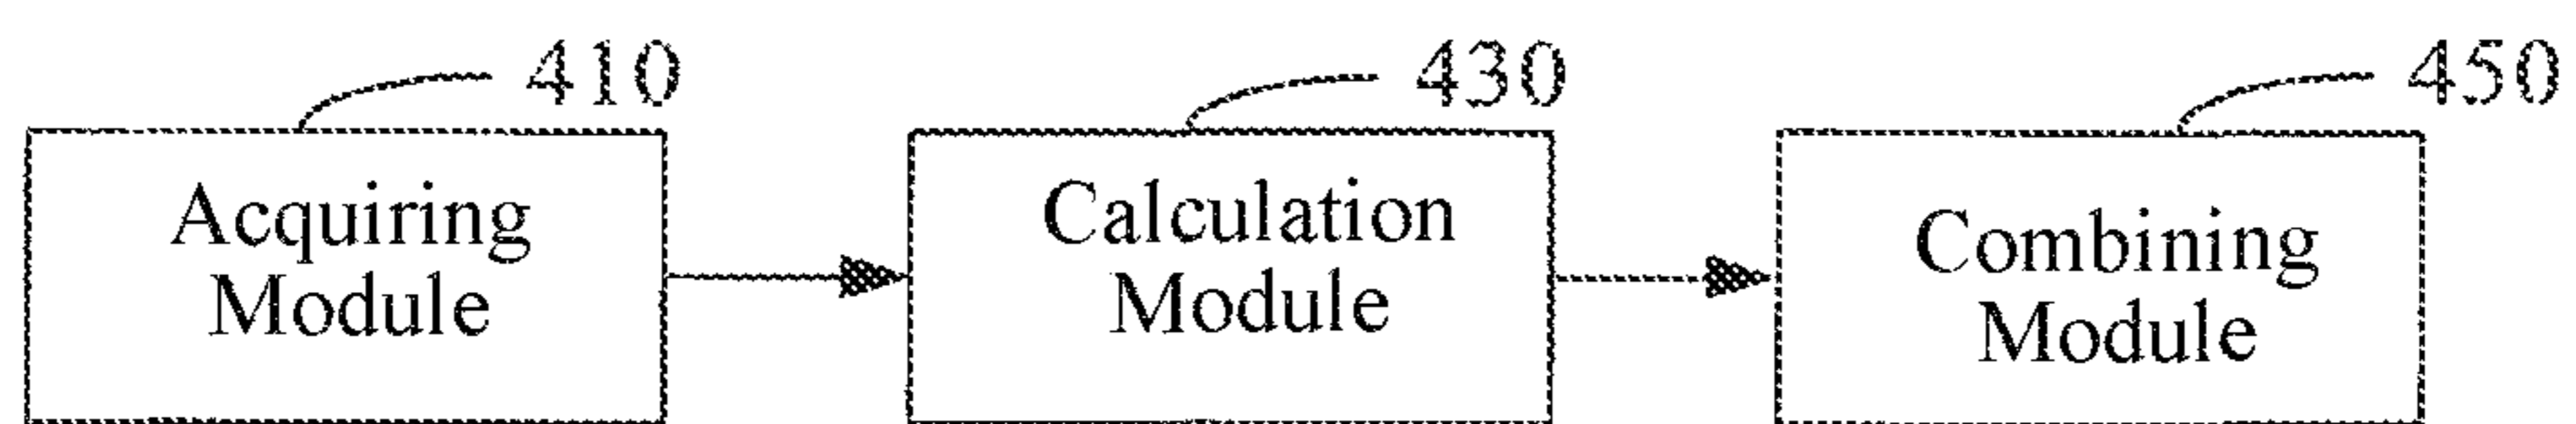 410
430
450
Acquiring
Module
Calculation
Module
Combining
Module